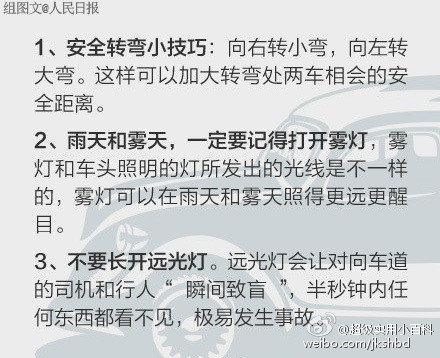 组图文@人民日报
1、安全转弯小技巧：向右转小弯，向左转
大弯。这样可以加大转弯处两车相会的安
全距离。
2、雨天和雾天，一定要记得打开雾灯，雾
灯和车头照明的灯所发出的光线是不一样
的，雾灯可以在雨天和雾天照得更远更醒
目。
3、不要长开远光灯。远光灯会让对向车道
的司机和行人“ 瞬间致盲 ”，半秒钟内任
何东西都看不见，极易发生事故。
@超级实用小百科
weibo.com/jkshbd